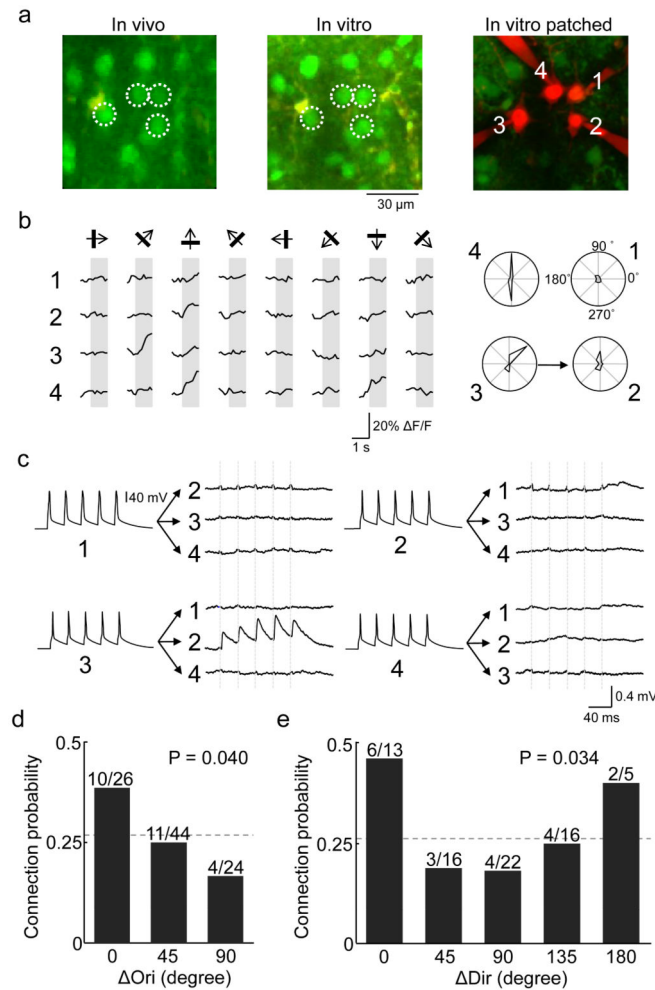 a
In vivo
In vitro
In vitro patched
4
1
3
2
30 μm
b
1
2
3
4
20% ΔF/F
1 s
4
90°
1
180°
0°
270°
3
2
c
40 mV
1
2
3
4
2
1
3
4
3
1
2
4
4
1
2
3
0.4 mV
40 ms
d
Connection probability
0.5
0.25
0
P = 0.040
10/26
11/44
4/24
0 45 90
ΔOri (degree)
e
Connection probability
0.5
0.25
0
P = 0.034
6/13
3/16
4/22
4/16
2/5
0 45 90 135 180
ΔDir (degree)